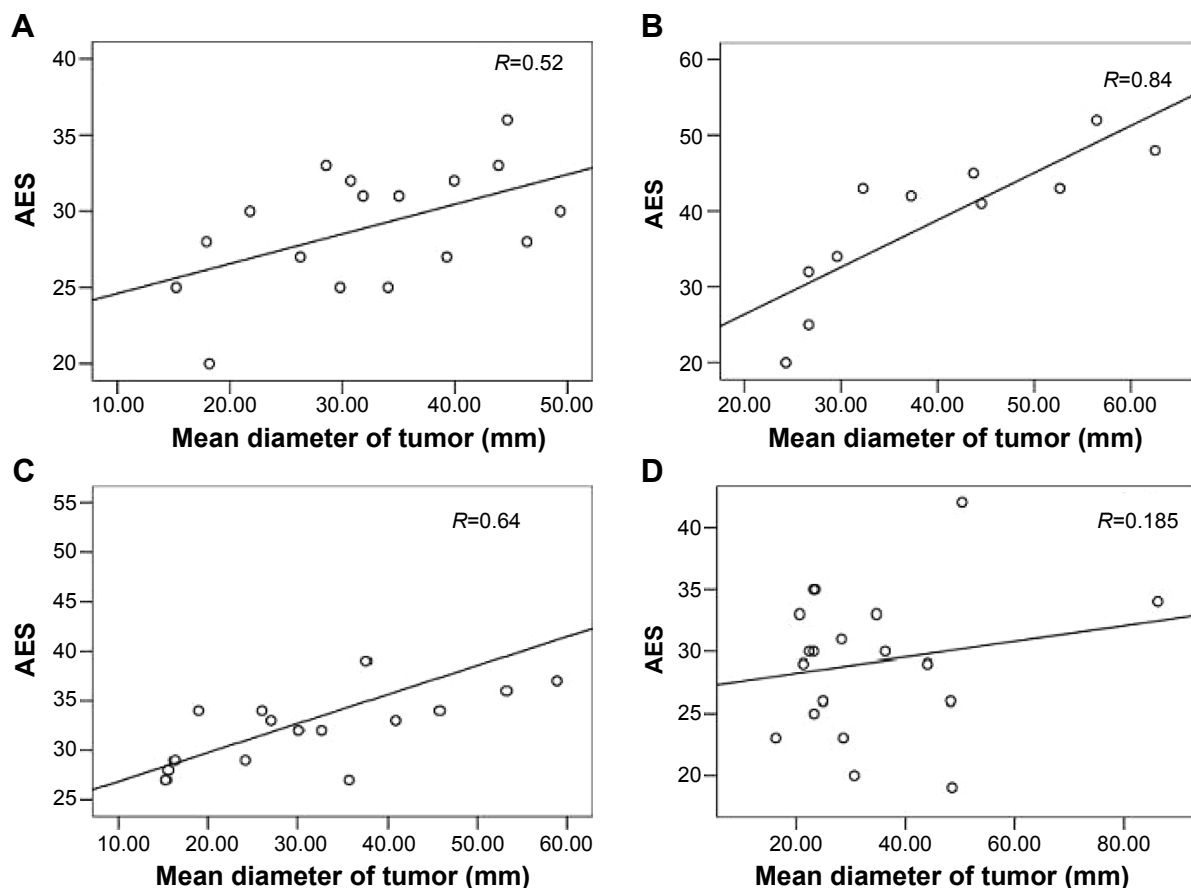 A
R=0.52
40
35
30
25
20
AES
10.00 20.00 30.00 40.00 50.00
Mean diameter of tumor (mm)
B
R=0.84
60
50
40
30
20
AES
20.00 30.00 40.00 50.00 60.00
Mean diameter of tumor (mm)
C
R=0.64
55
50
45
40
35
30
25
AES
10.00 20.00 30.00 40.00 50.00 60.00
Mean diameter of tumor (mm)
D
R=0.185
40
35
30
25
20
AES
20.00 40.00 60.00 80.00
Mean diameter of tumor (mm)